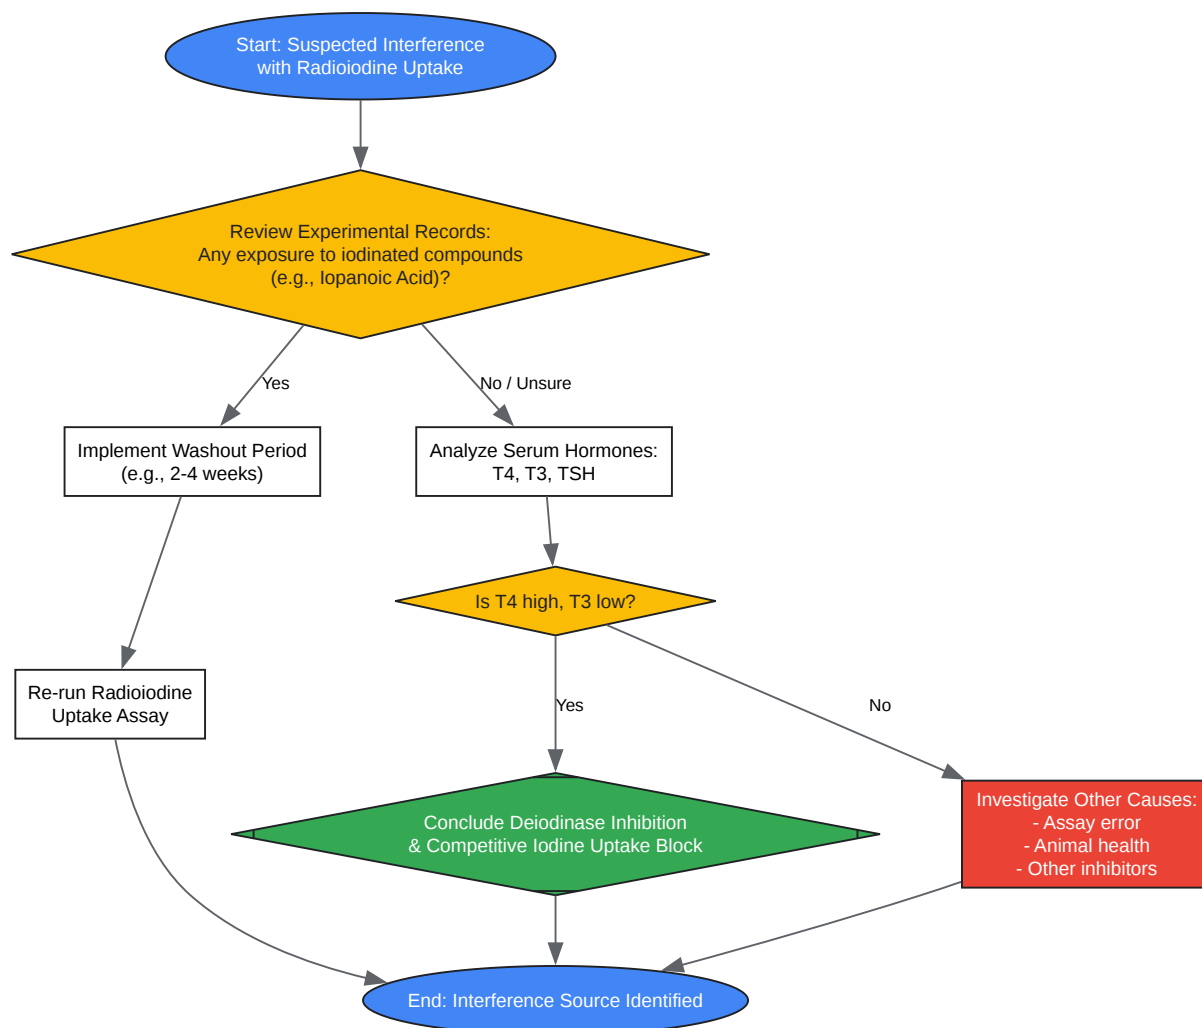 Start: Suspected Interference
with Radioiodine Uptake
Review Experimental Records:
Any exposure to iodinated compounds
(e.g., Iopanoic Acid)?
Yes
No / Unsure
Implement Washout Period
(e.g., 2-4 weeks)
Analyze Serum Hormones:
T4, T3, TSH
Is T4 high, T3 low?
Re-run Radioiodine
Uptake Assay
Yes
No
Conclude Deiodinase Inhibition
& Competitive Iodine Uptake Block
Investigate Other Causes:
- Assay error
- Animal health
- Other inhibitors
End: Interference Source Identified